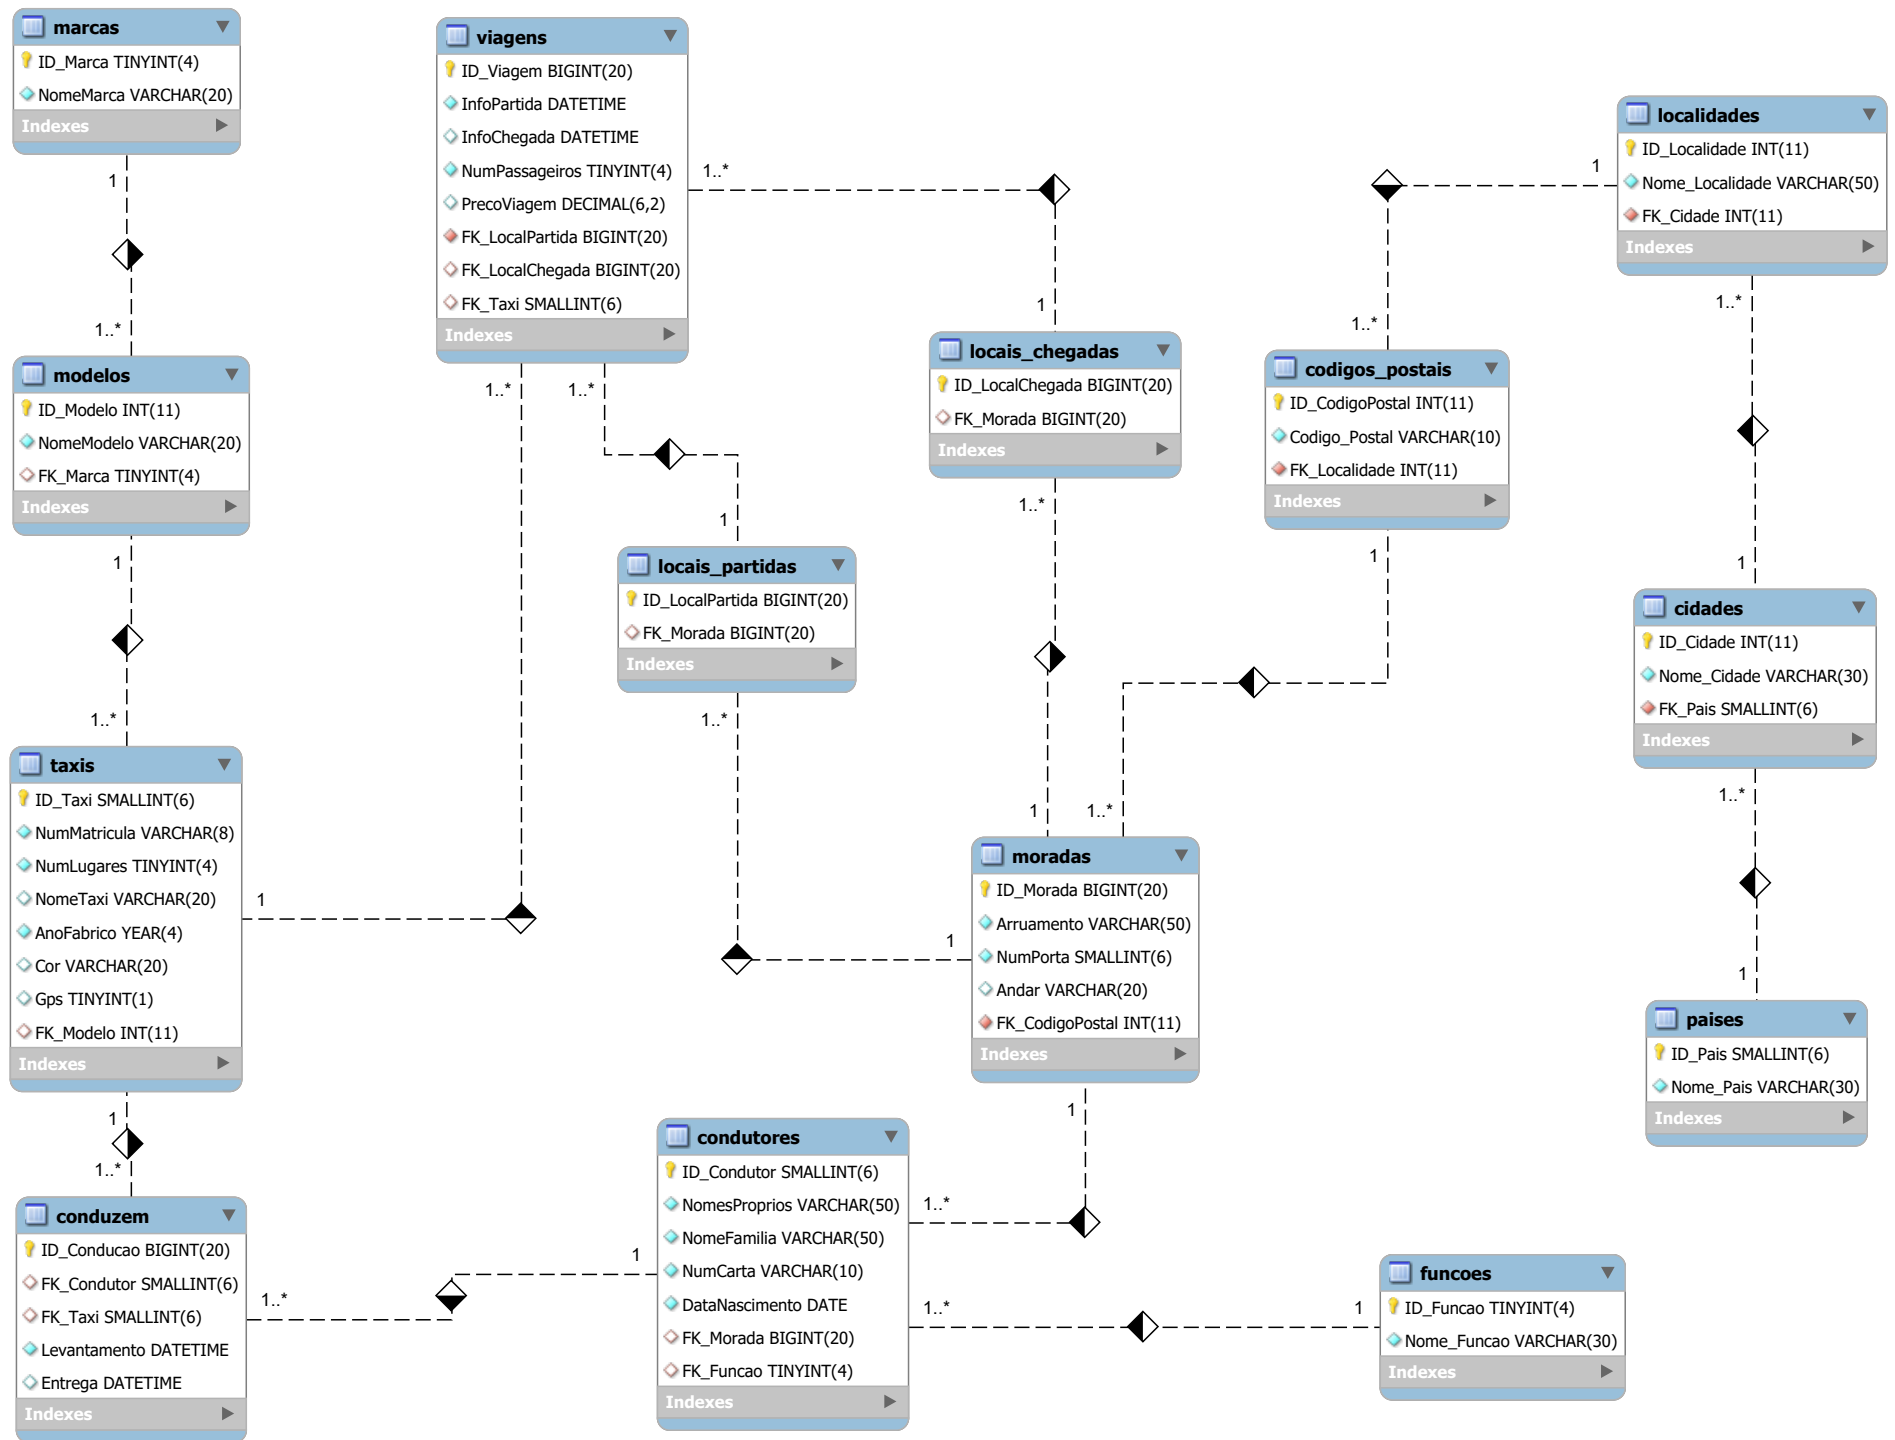 marcas
ID_Marca TINYINT(4)
NomeMarca VARCHAR(20)
Indexes
1
1..*
modelos
ID_Modelo INT(11)
NomeModelo VARCHAR(20)
FK_Marca TINYINT(4)
Indexes
1
1..*
taxis
ID_Taxi SMALLINT(6)
NumMatricula VARCHAR(8)
NumLugares TINYINT(4)
NomeTaxi VARCHAR(20)
AnoFabrico YEAR(4)
Cor VARCHAR(20)
Gps TINYINT(1)
FK_Modelo INT(11)
Indexes
1
1
1..*
conduzem
ID_Conducao BIGINT(20)
FK_Condutor SMALLINT(6)
FK_Taxi SMALLINT(6)
Levantamento DATETIME
Entrega DATETIME
Indexes
1..*
1
viagens
ID_Viagem BIGINT(20)
InfoPartida DATETIME
InfoChegada DATETIME
NumPassageiros TINYINT(4)
PrecoViagem DECIMAL(6,2)
FK_LocalPartida BIGINT(20)
FK_LocalChegada BIGINT(20)
FK_Taxi SMALLINT(6)
Indexes
1..*
1..*
1..*
1
locais_partidas
ID_LocalPartida BIGINT(20)
FK_Morada BIGINT(20)
Indexes
1..*
1
1
locais_chegadas
ID_LocalChegada BIGINT(20)
FK_Morada BIGINT(20)
Indexes
1..*
1
1..*
moradas
ID_Morada BIGINT(20)
Arruamento VARCHAR(50)
NumPorta SMALLINT(6)
Andar VARCHAR(20)
FK_CodigoPostal INT(11)
Indexes
1
condutores
ID_Condutor SMALLINT(6)
NomesProprios VARCHAR(50)
NomeFamilia VARCHAR(50)
NumCarta VARCHAR(10)
DataNascimento DATE
FK_Morada BIGINT(20)
FK_Funcao TINYINT(4)
Indexes
1..*
1..*
1
funcoes
ID_Funcao TINYINT(4)
Nome_Funcao VARCHAR(30)
Indexes
1
1..*
codigos_postais
ID_CodigoPostal INT(11)
Codigo_Postal VARCHAR(10)
FK_Localidade INT(11)
Indexes
1
localidades
ID_Localidade INT(11)
Nome_Localidade VARCHAR(50)
FK_Cidade INT(11)
Indexes
1..*
1
cidades
ID_Cidade INT(11)
Nome_Cidade VARCHAR(30)
FK_Pais SMALLINT(6)
Indexes
1..*
1
paises
ID_Pais SMALLINT(6)
Nome_Pais VARCHAR(30)
Indexes